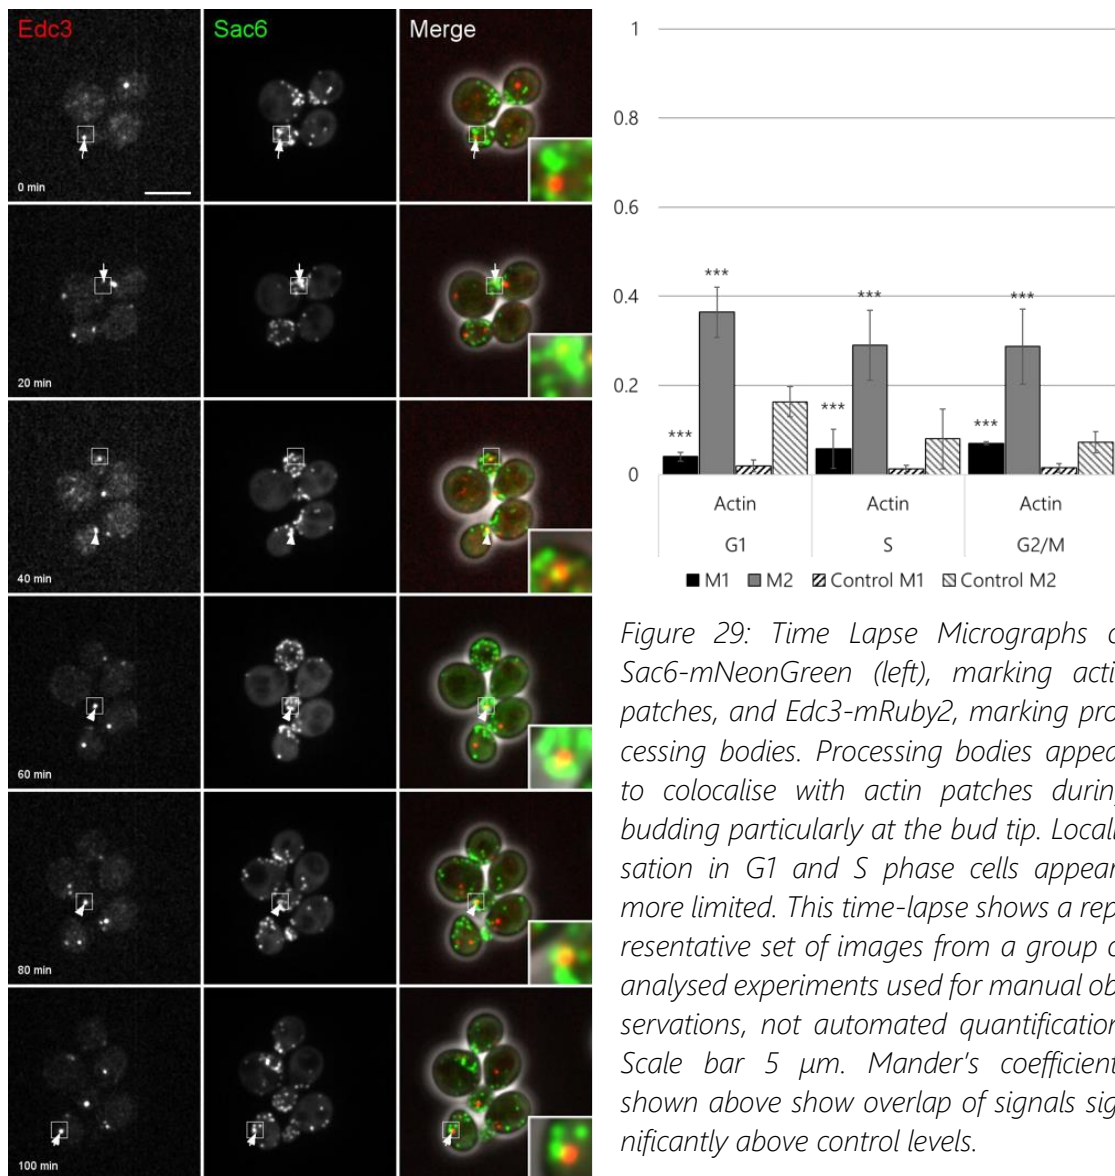 Edc3
Sac6
Merge
0 min
20 min
40 min
60 min
80 min
100 min
1
0.8
0.6
0.4
0.2
0
*** *** *** *** *** ***
Actin Actin Actin
G1 S G2/M
M1 M2 Control M1 Control M2
Figure 29: Time Lapse Micrographs o
Sac6-mNeonGreen (left), marking acti
patches, and Edc3-mRuby2, marking pro
cessing bodies. Processing bodies appea
to colocalise with actin patches during
budding particularly at the bud tip. Locali
sation in G1 and S phase cells appear
more limited. This time-lapse shows a rep
resentative set of images from a group o
analysed experiments used for manual ob
servations, not automated quantification
Scale bar 5 µm. Mander's coefficient
shown above show overlap of signals sig
nificantly above control levels.